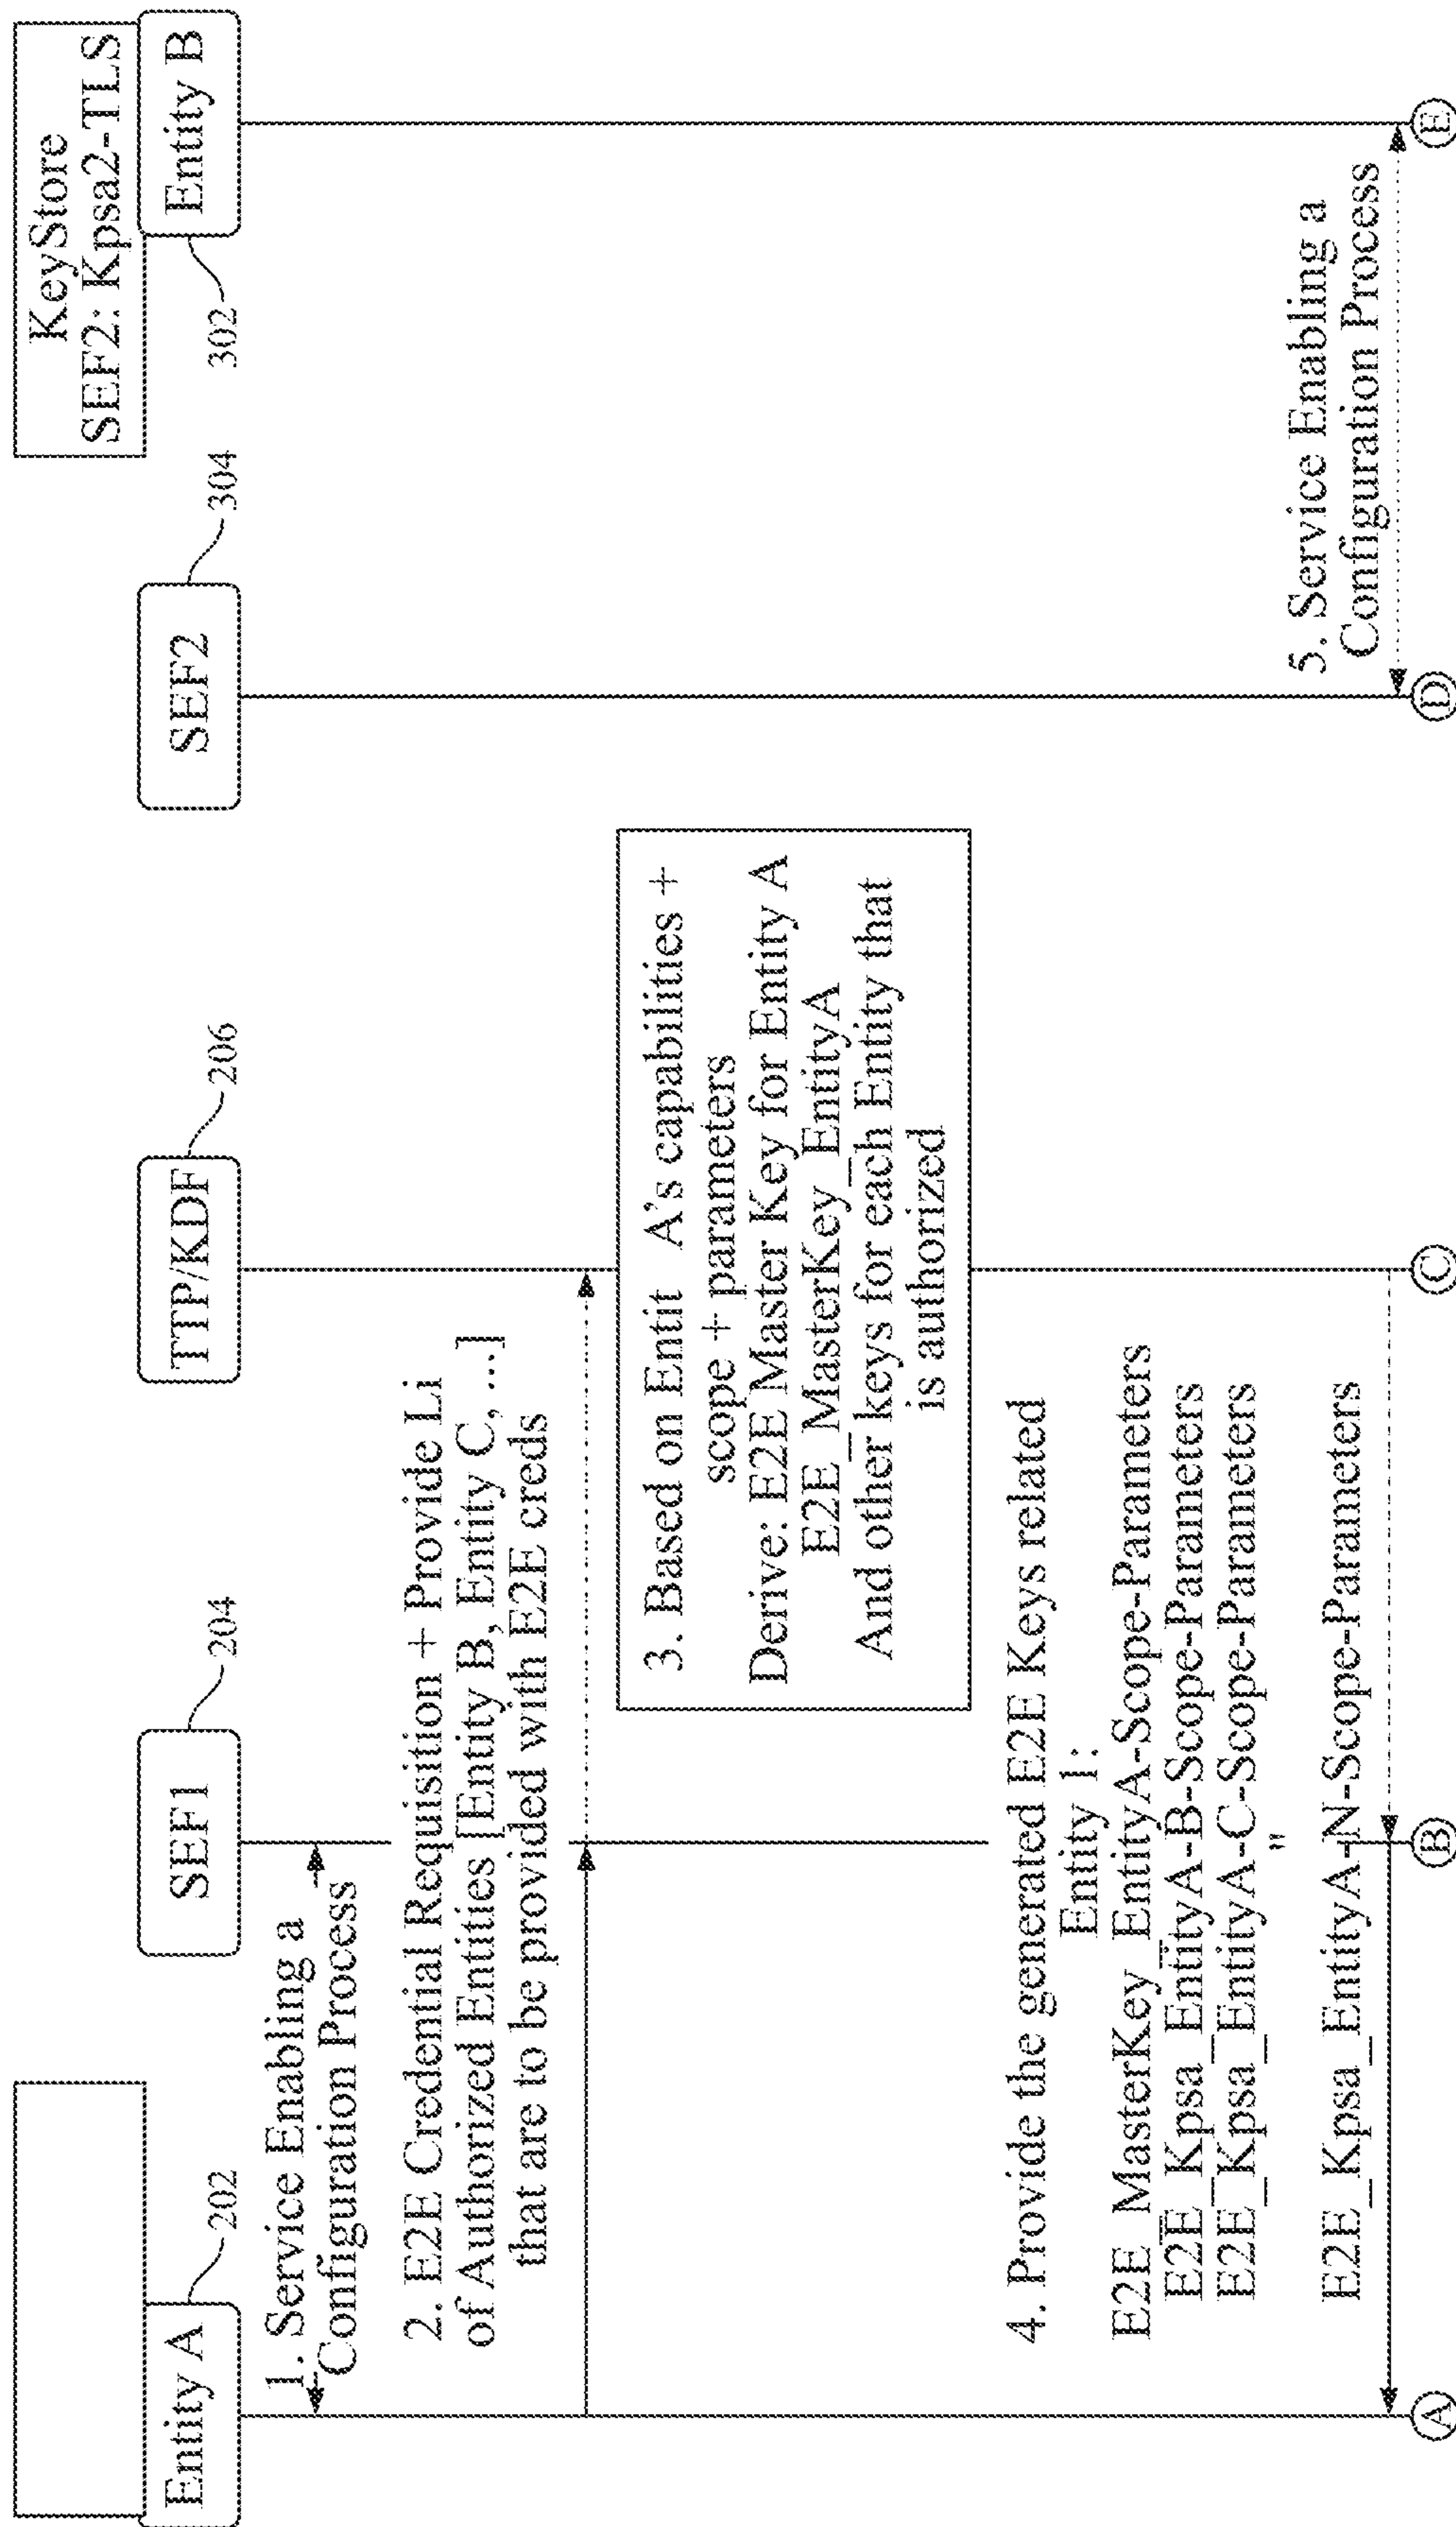 KeyStore
SEF2: Kpsa2-TLS
Entity A
SEF1
TTP/KDF
SEF2
Entity B
202
204
206
304
302
1. Service Enabling a
Configuration Process
2. E2E Credential Requisition + Provide Li
of Authorized Entities [Entity B, Entity C, ...]
that are to be provided with E2E creds
3. Based on Entit A's capabilities +
scope + parameters
Derive: E2E Master Key for Entity A
E2E_MasterKey_EntityA
And other keys for each Entity that
is authorized
4. Provide the generated E2E Keys related
Entity 1:
E2E_MasterKey_EntityA-Scope-Parameters
E2E_Kpsa_EntityA-B-Scope-Parameters
E2E_Kpsa_EntityA-C-Scope-Parameters
"
E2E_Kpsa_EntityA-N-Scope-Parameters
5. Service Enabling a
Configuration Process
A
B
C
D
E